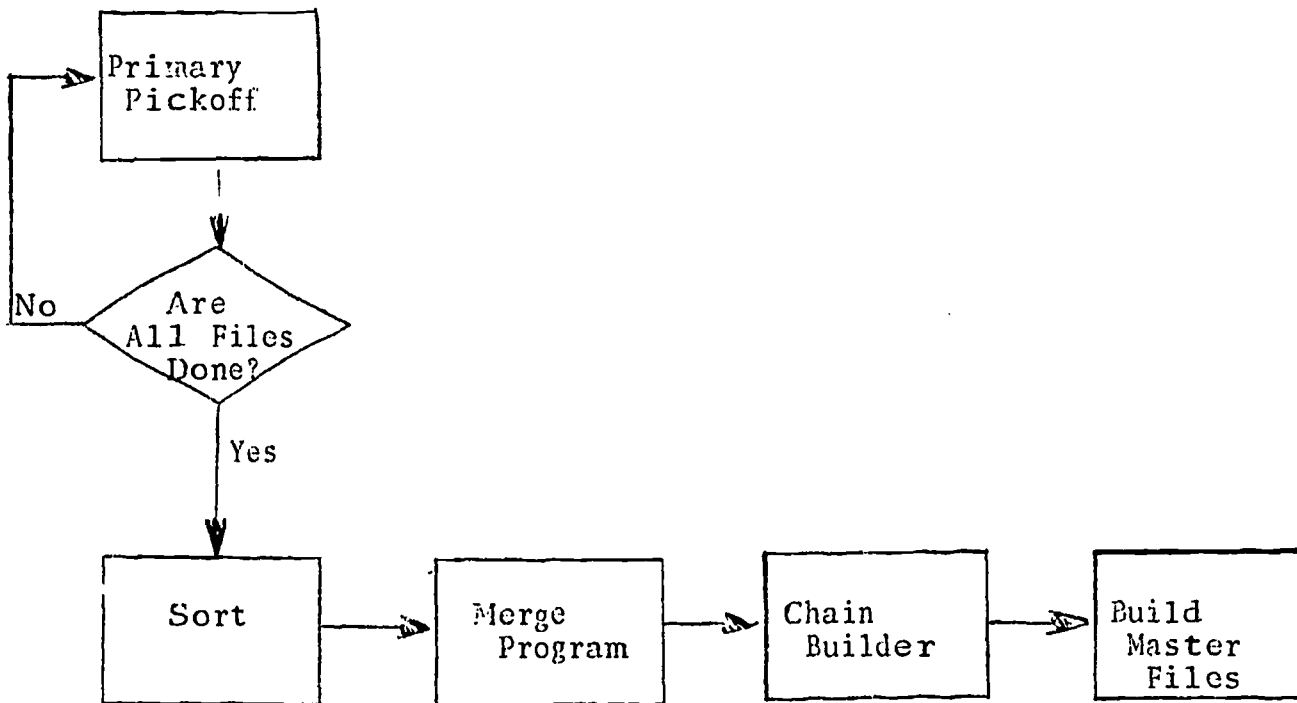 Primary
Pickoff
No
Are
All Files
Done?
Yes
Sort
Merge
Program
Chain
Builder
Build
Master
Files